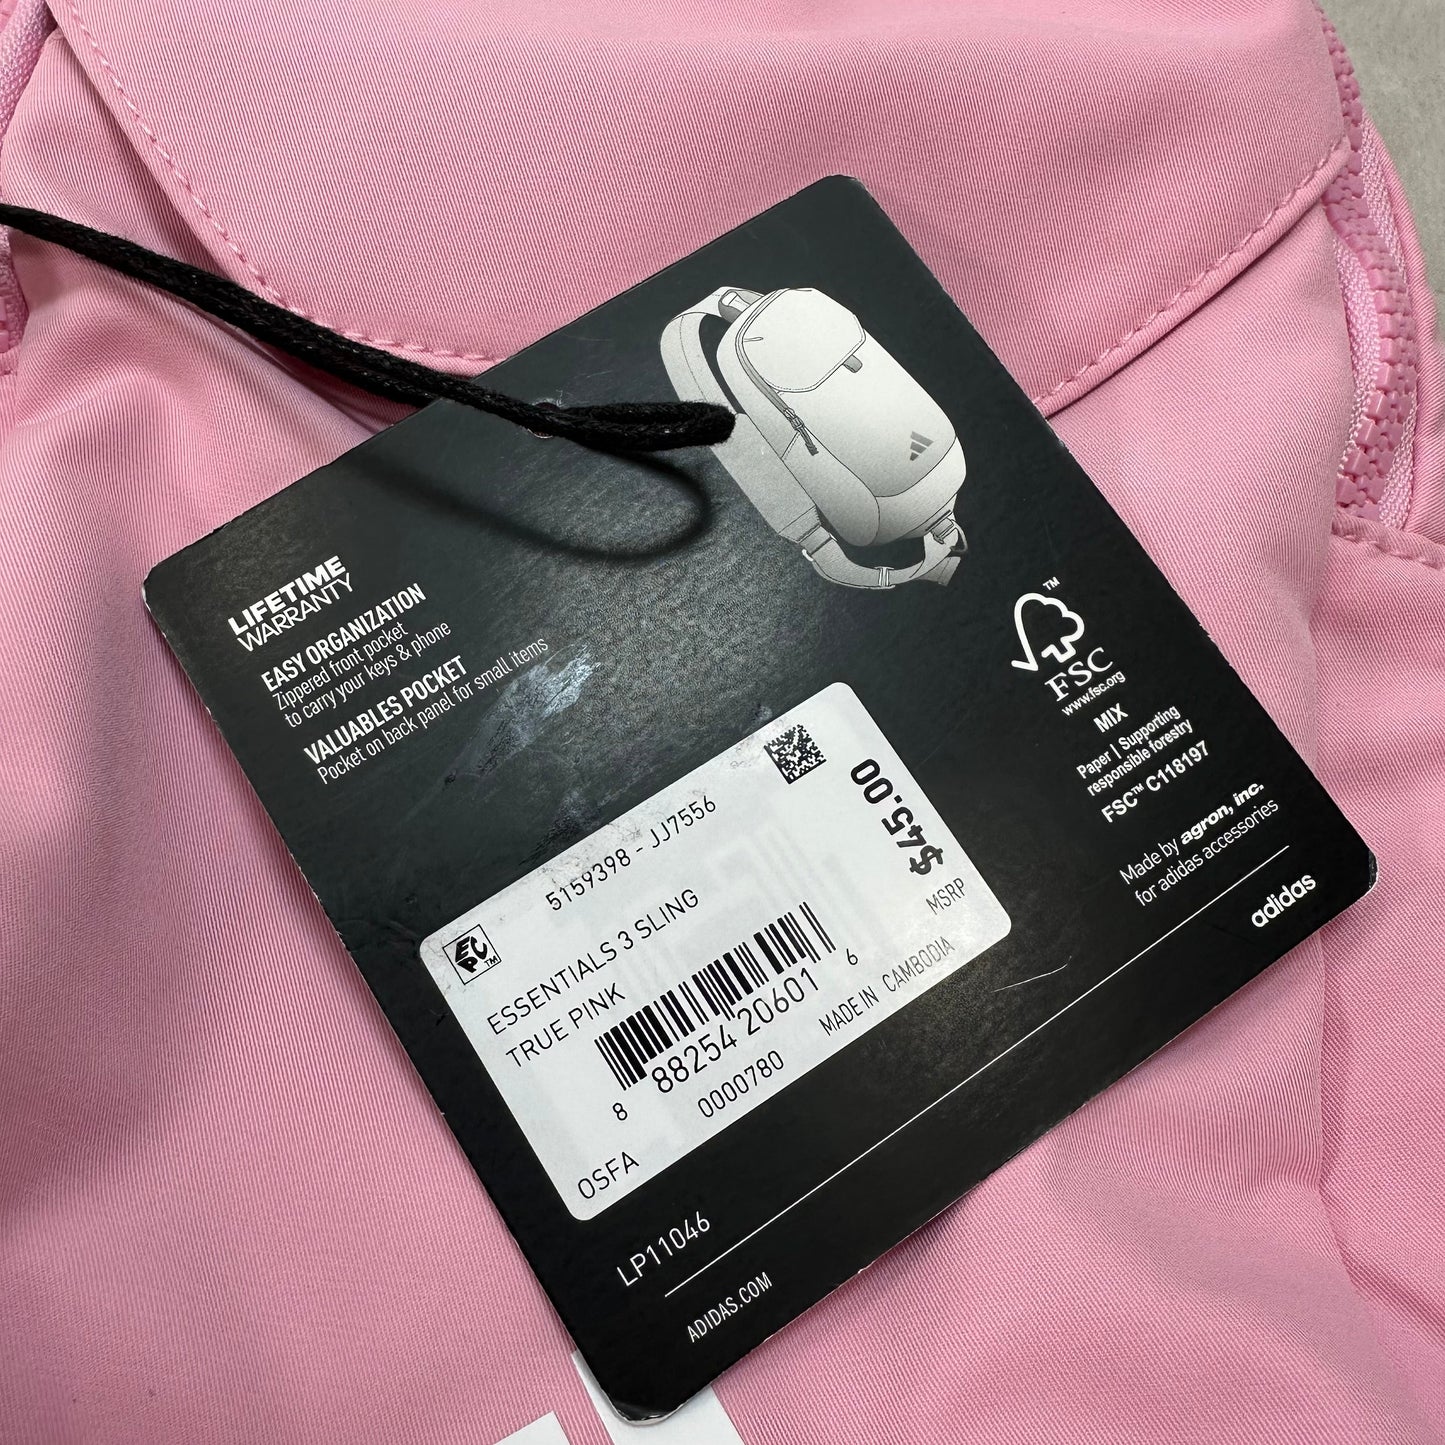 LIFETIME
WARRANTY
EASY ORGANIZATION
Zippered front pocket
to carry your keys & phone
VALUABLES POCKET
Pocket on back panel for small items
™
FSC
www.fsc.org
MIX
Paper | Supporting
responsible forestry
FSC™ C118197
Made by agron, inc.
for adidas accessories
adidas
5159398 - JJ7556
EPC™
ESSENTIALS 3 SLING
TRUE PINK
$45.00
MSRP
8 88254 20601 6
0000780
MADE IN CAMBODIA
OSFA
LP11046
ADIDAS.COM